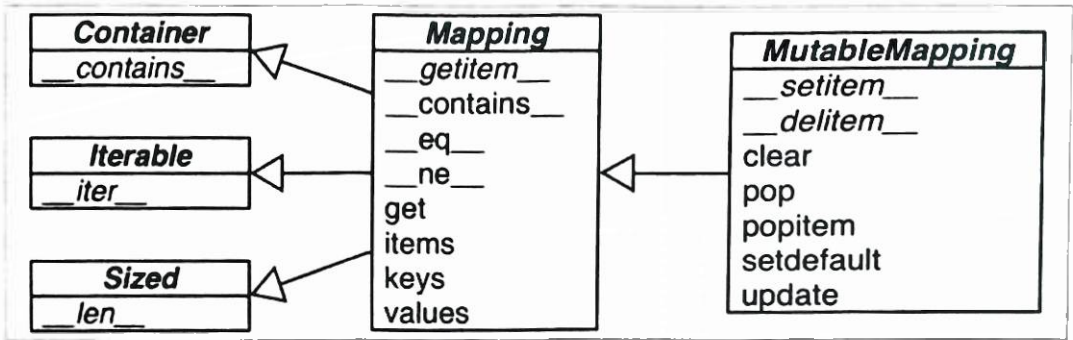 Container
__contains__
Iterable
__iter__
Sized
__len__
Mapping
__getitem__
__contains__
__eq__
__ne__
get
items
keys
values
MutableMapping
__setitem__
__delitem__
clear
pop
popitem
setdefault
update